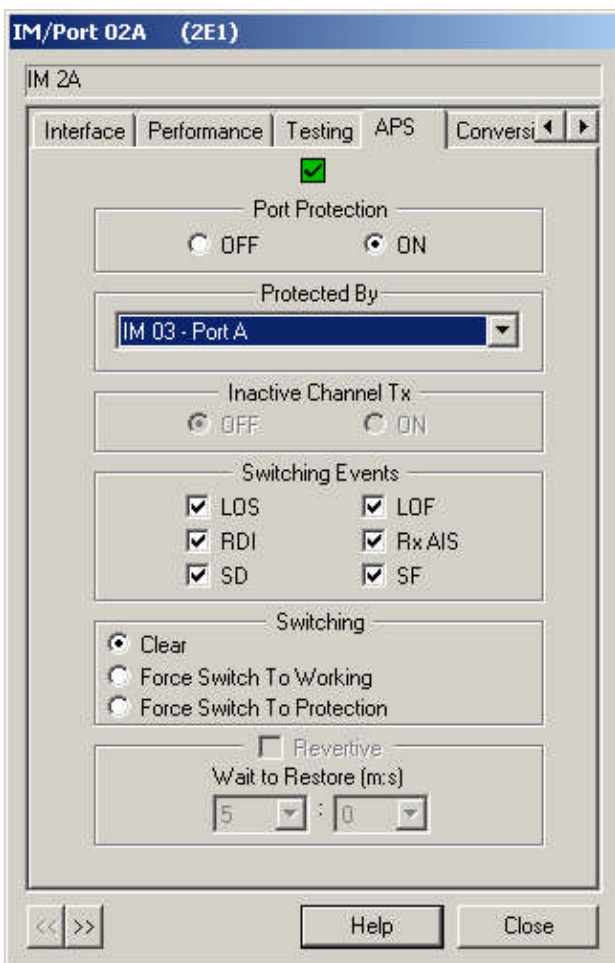 IM/Port 02A (2E1)
IM 2A
Interface Performance Testing APS Conversi
Port Protection
OFF ON
Protected By
IM 03 - Port A
Inactive Channel Tx
OFF ON
Switching Events
LOS LOF
RDI Rx AIS
SD SF
Switching
Clear
Force Switch To Working
Force Switch To Protection
Revertive
Wait to Restore (m:s)
5 : 0
<< >> Help Close